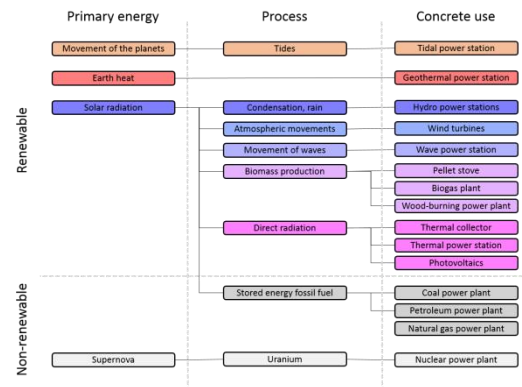 Primary energy Process Concrete use
Movement of the planets Tides Tidal power station
Earth heat Geothermal power station
Renewable
Solar radiation Condensation, rain Hydro power stations
Atmospheric movements Wind turbines
Movement of waves Wave power station
Biomass production Pellet stove
Biogas plant
Wood-burning power plant
Direct radiation Thermal collector
Thermal power station
Photovoltaics
Non-renewable
Stored energy fossil fuel Coal power plant
Petroleum power plant
Natural gas power plant
Supernova Uranium Nuclear power plant